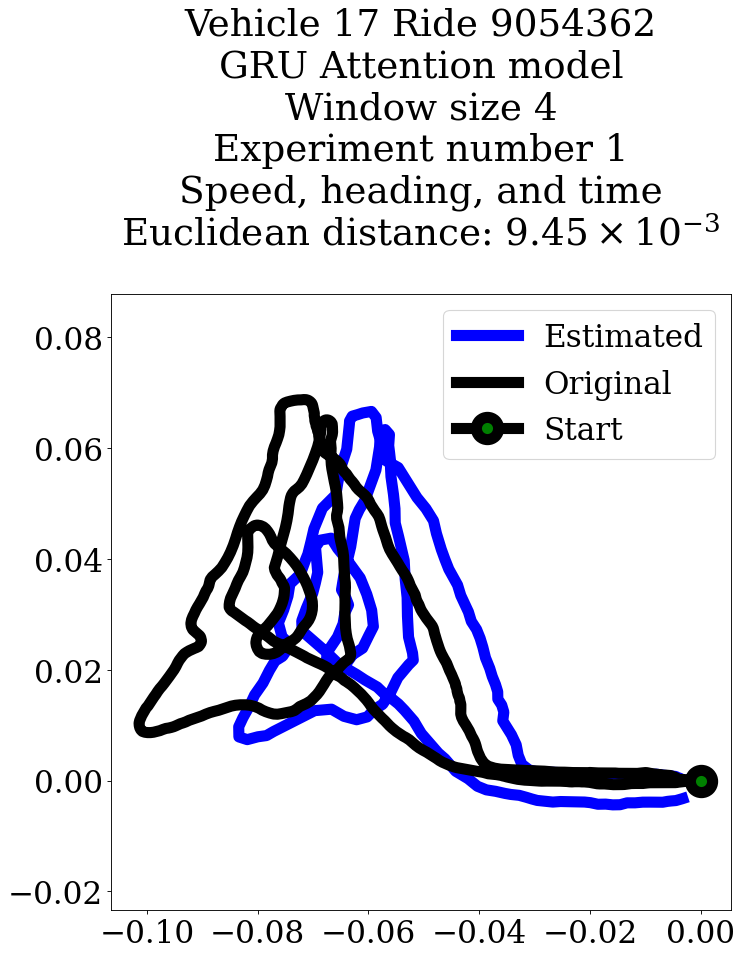 Vehicle 17 Ride 9054362
GRU Attention model
Window size 4
Experiment number 1
Speed, heading, and time
Euclidean distance: 9.45 × 10⁻³
Estimated
Original
Start
0.08
0.06
0.04
0.02
0.00
−0.02
−0.10 −0.08 −0.06 −0.04 −0.02 0.00